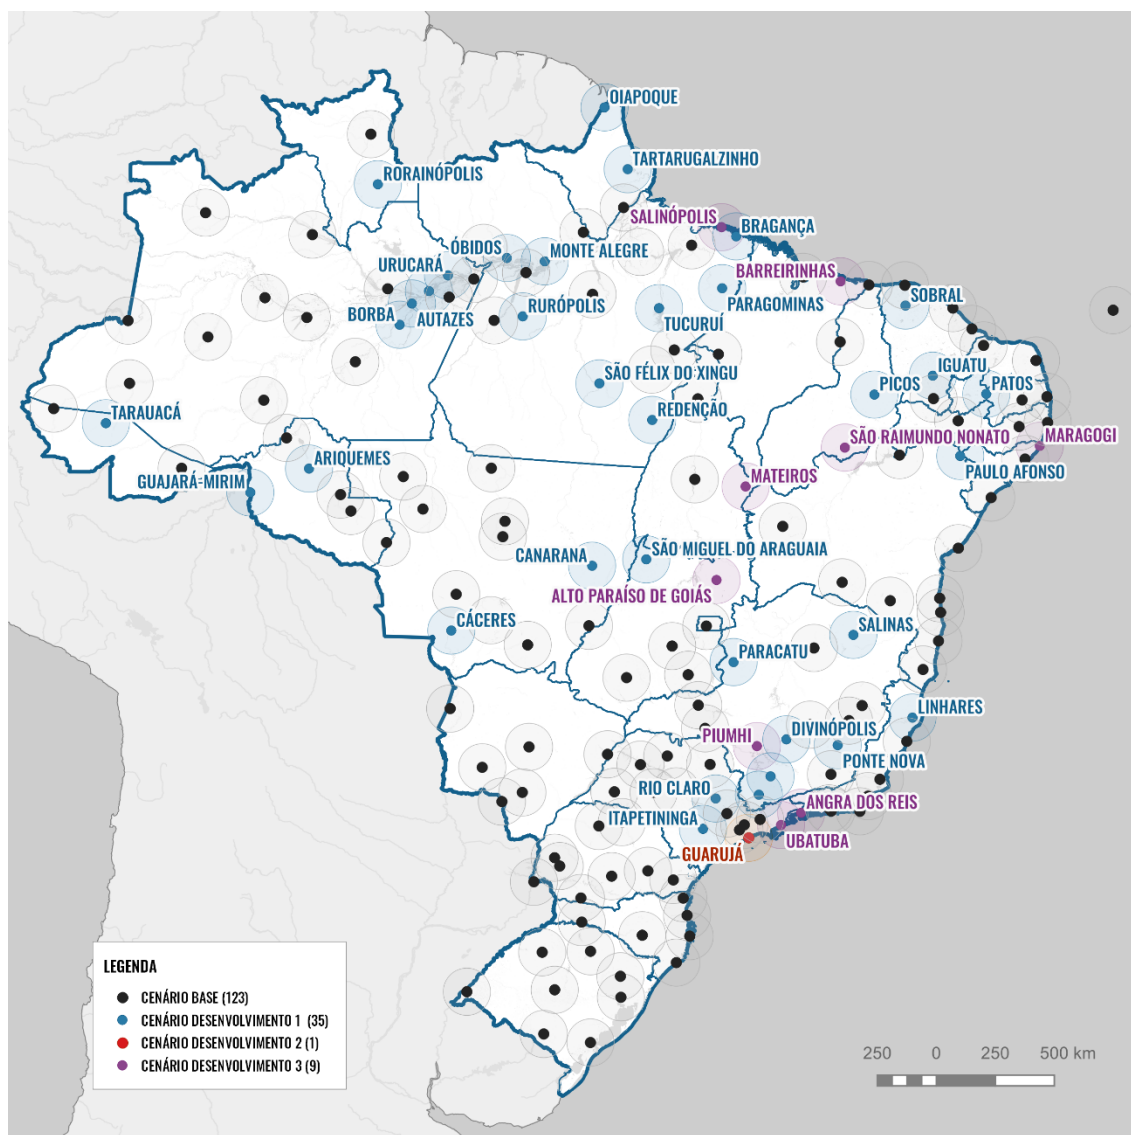 OIAPOQUE
TARTARUGALZINHO
RORAINÓPOLIS
SALINÓPOLIS
BRAGANÇA
ÓBIDOS
MONTE ALEGRE
URUCARÁ
BARREIRINHAS
SOBRAL
PARAGOMINAS
BORBA
AUTAZES
RURÓPOLIS
TUCURUÍ
SÃO FÉLIX DO XINGU
IGUATU
PICOS
PATOS
TARAUACÁ
REDENÇÃO
SÃO RAIMUNDO NONATO
MARAGOGI
ARIQUEMES
GUAJARÁ-MIRIM
MATEIROS
PAULO AFONSO
CANARANA
SÃO MIGUEL DO ARAGUAIA
ALTO PARAÍSO DE GOIÁS
CÁCERES
SALINAS
PARACATU
LINHARES
PIUMHI
DIVINÓPOLIS
PONTE NOVA
RIO CLARO
ANGRA DOS REIS
ITAPETININGA
UBATUBA
GUARUJÁ
LEGENDA
CENÁRIO BASE (123)
CENÁRIO DESENVOLVIMENTO 1 (35)
CENÁRIO DESENVOLVIMENTO 2 (1)
CENÁRIO DESENVOLVIMENTO 3 (9)
250 0 250 500 km